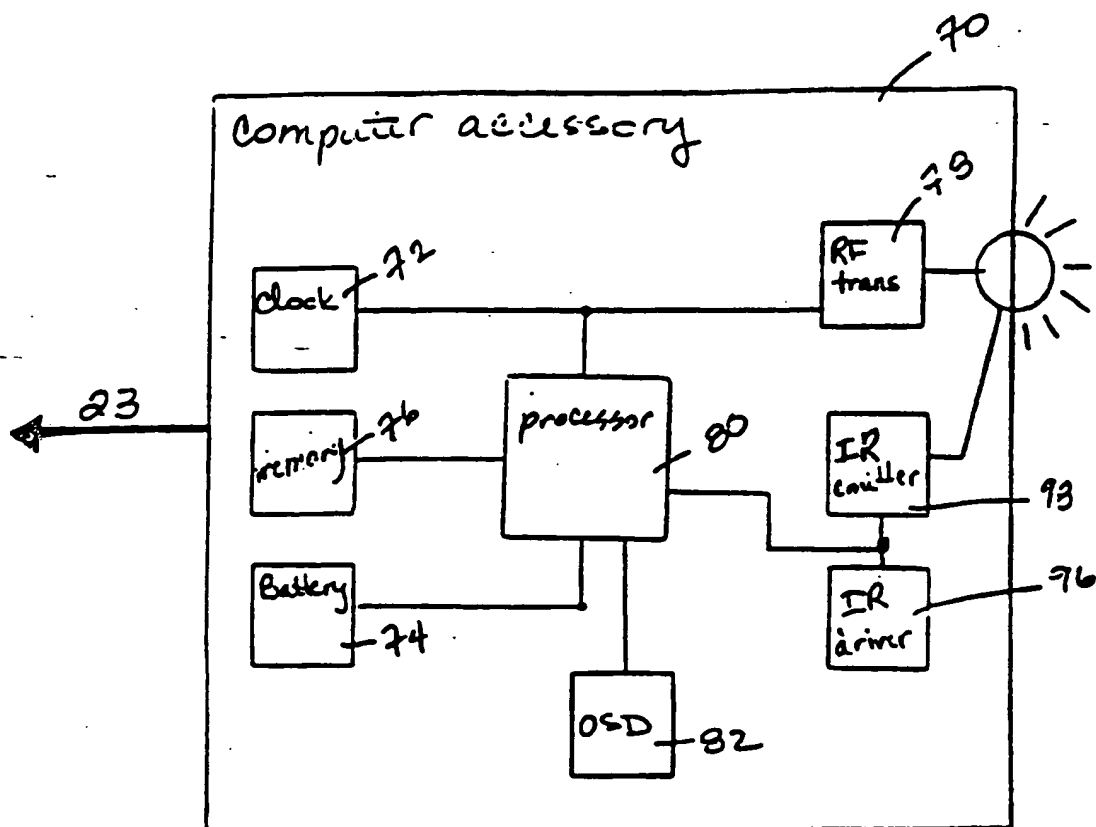 70
computer accessory
78
RF
trans
72
clock
23
processor
76
memory
80
IR
emitter
93
Battery
74
IR
driver
96
OSD
82